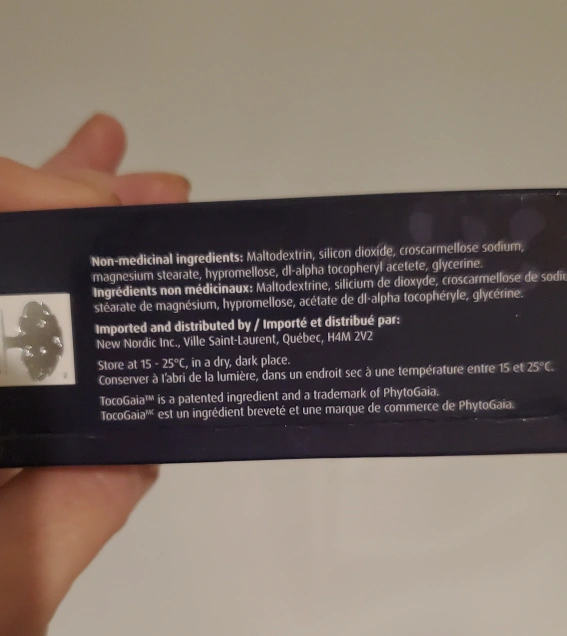 Non-medicinal ingredients: Maltodextrin, silicon dioxide, croscarmellose sodium,
magnesium stearate, hypromellose, dl-alpha tocopheryl acetete, glycerine.
Ingrédients non médicinaux: Maltodextrine, silicium de dioxyde, croscarmellose de
stéarate de magnésium, hypromellose, acétate de dl-alpha tocophéryle, glycérine.
Imported and distributed by / Importé et distribué par:
New Nordic Inc., Ville Saint-Laurent, Québec, H4M 2V2
Store at 15 - 25°C, in a dry, dark place.
Conserver à l'abri de la lumière, dans un endroit sec à une température entre 15 et 25°C.
TocoGaia™ is a patented ingredient and a trademark of PhytoGaia.
TocoGaiaᴹᶜ est un ingrédient breveté et une marque de commerce de PhytoGaia.